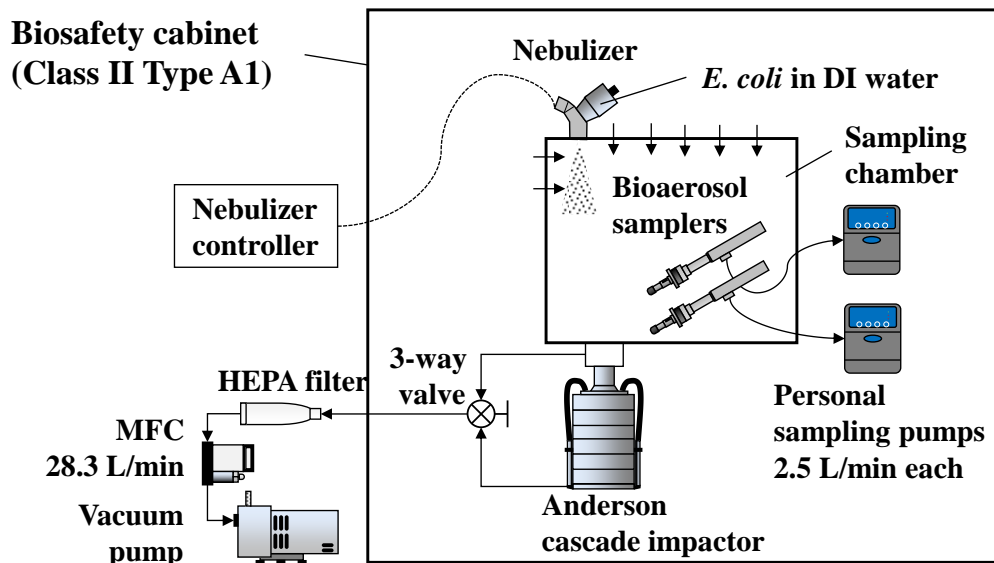 Biosafety cabinet
(Class II Type A1)
Nebulizer
E. coli in DI water
Sampling
chamber
Bioaerosol
samplers
Nebulizer
controller
3-way
valve
HEPA filter
MFC
28.3 L/min
Vacuum
pump
Anderson
cascade impactor
Personal
sampling pumps
2.5 L/min each